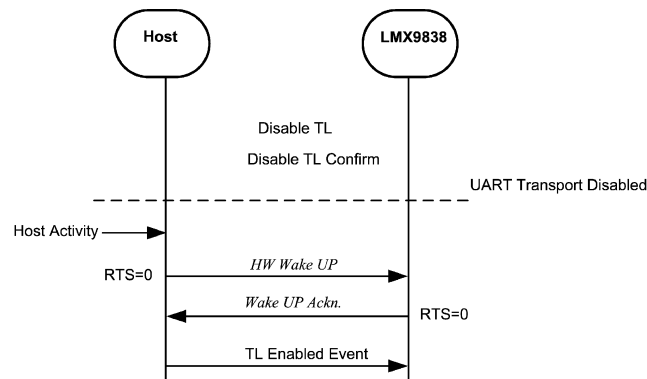 Host
LMX9838
Disable TL
Disable TL Confirm
UART Transport Disabled
Host Activity
HW Wake UP
RTS=0
Wake UP Ackn.
RTS=0
TL Enabled Event